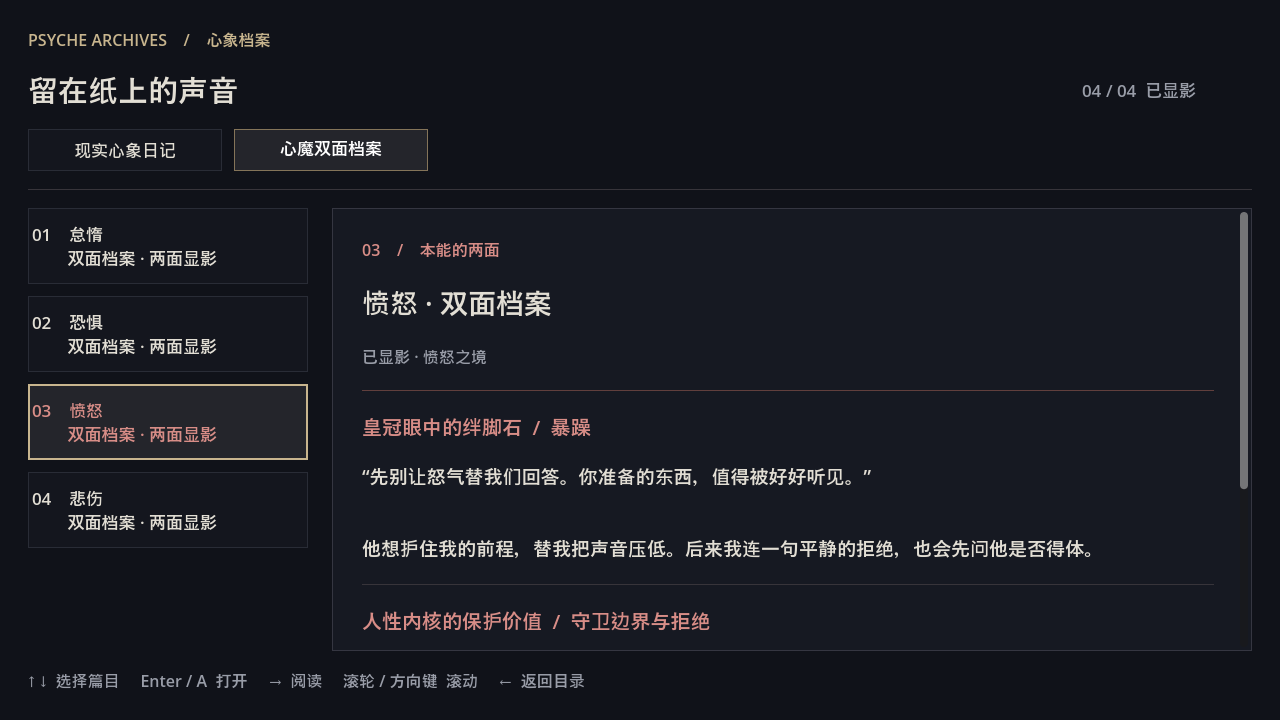 PSYCHE ARCHIVES / 心象档案
留在纸上的声音
04 / 04 已显影
现实心象日记
心魔双面档案
01 怠惰
双面档案 · 两面显影
02 恐惧
双面档案 · 两面显影
03 愤怒
双面档案 · 两面显影
04 悲伤
双面档案 · 两面显影
03 / 本能的两面
愤怒 · 双面档案
已显影 · 愤怒之境
皇冠眼中的绊脚石 / 暴躁
“先别让怒气替我们回答。你准备的东西，值得被好好听见。”
他想护住我的前程，替我把声音压低。后来我连一句平静的拒绝，也会先问他是否得体。
人性内核的保护价值 / 守卫边界与拒绝
↑↓ 选择篇目 Enter / A 打开 → 阅读 滚轮 / 方向键 滚动 ← 返回目录